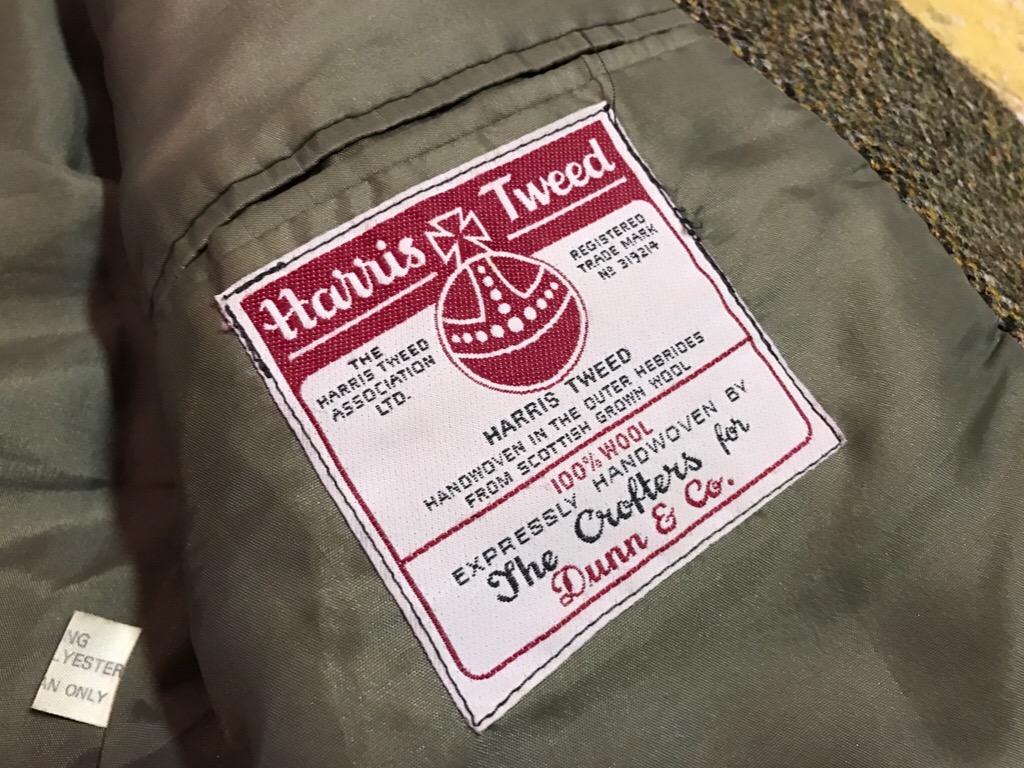 Harris Tweed
THE
HARRIS TWEED
ASSOCIATION
LTD.
REGISTERED
TRADE MARK
No 319214
HARRIS TWEED
HANDWOVEN IN THE OUTER HEBRIDES
FROM SCOTTISH GROWN WOOL
100% WOOL
EXPRESSLY HANDWOVEN BY
The Crofters for
Dunn & Co.
NG
LYESTER
AN ONLY